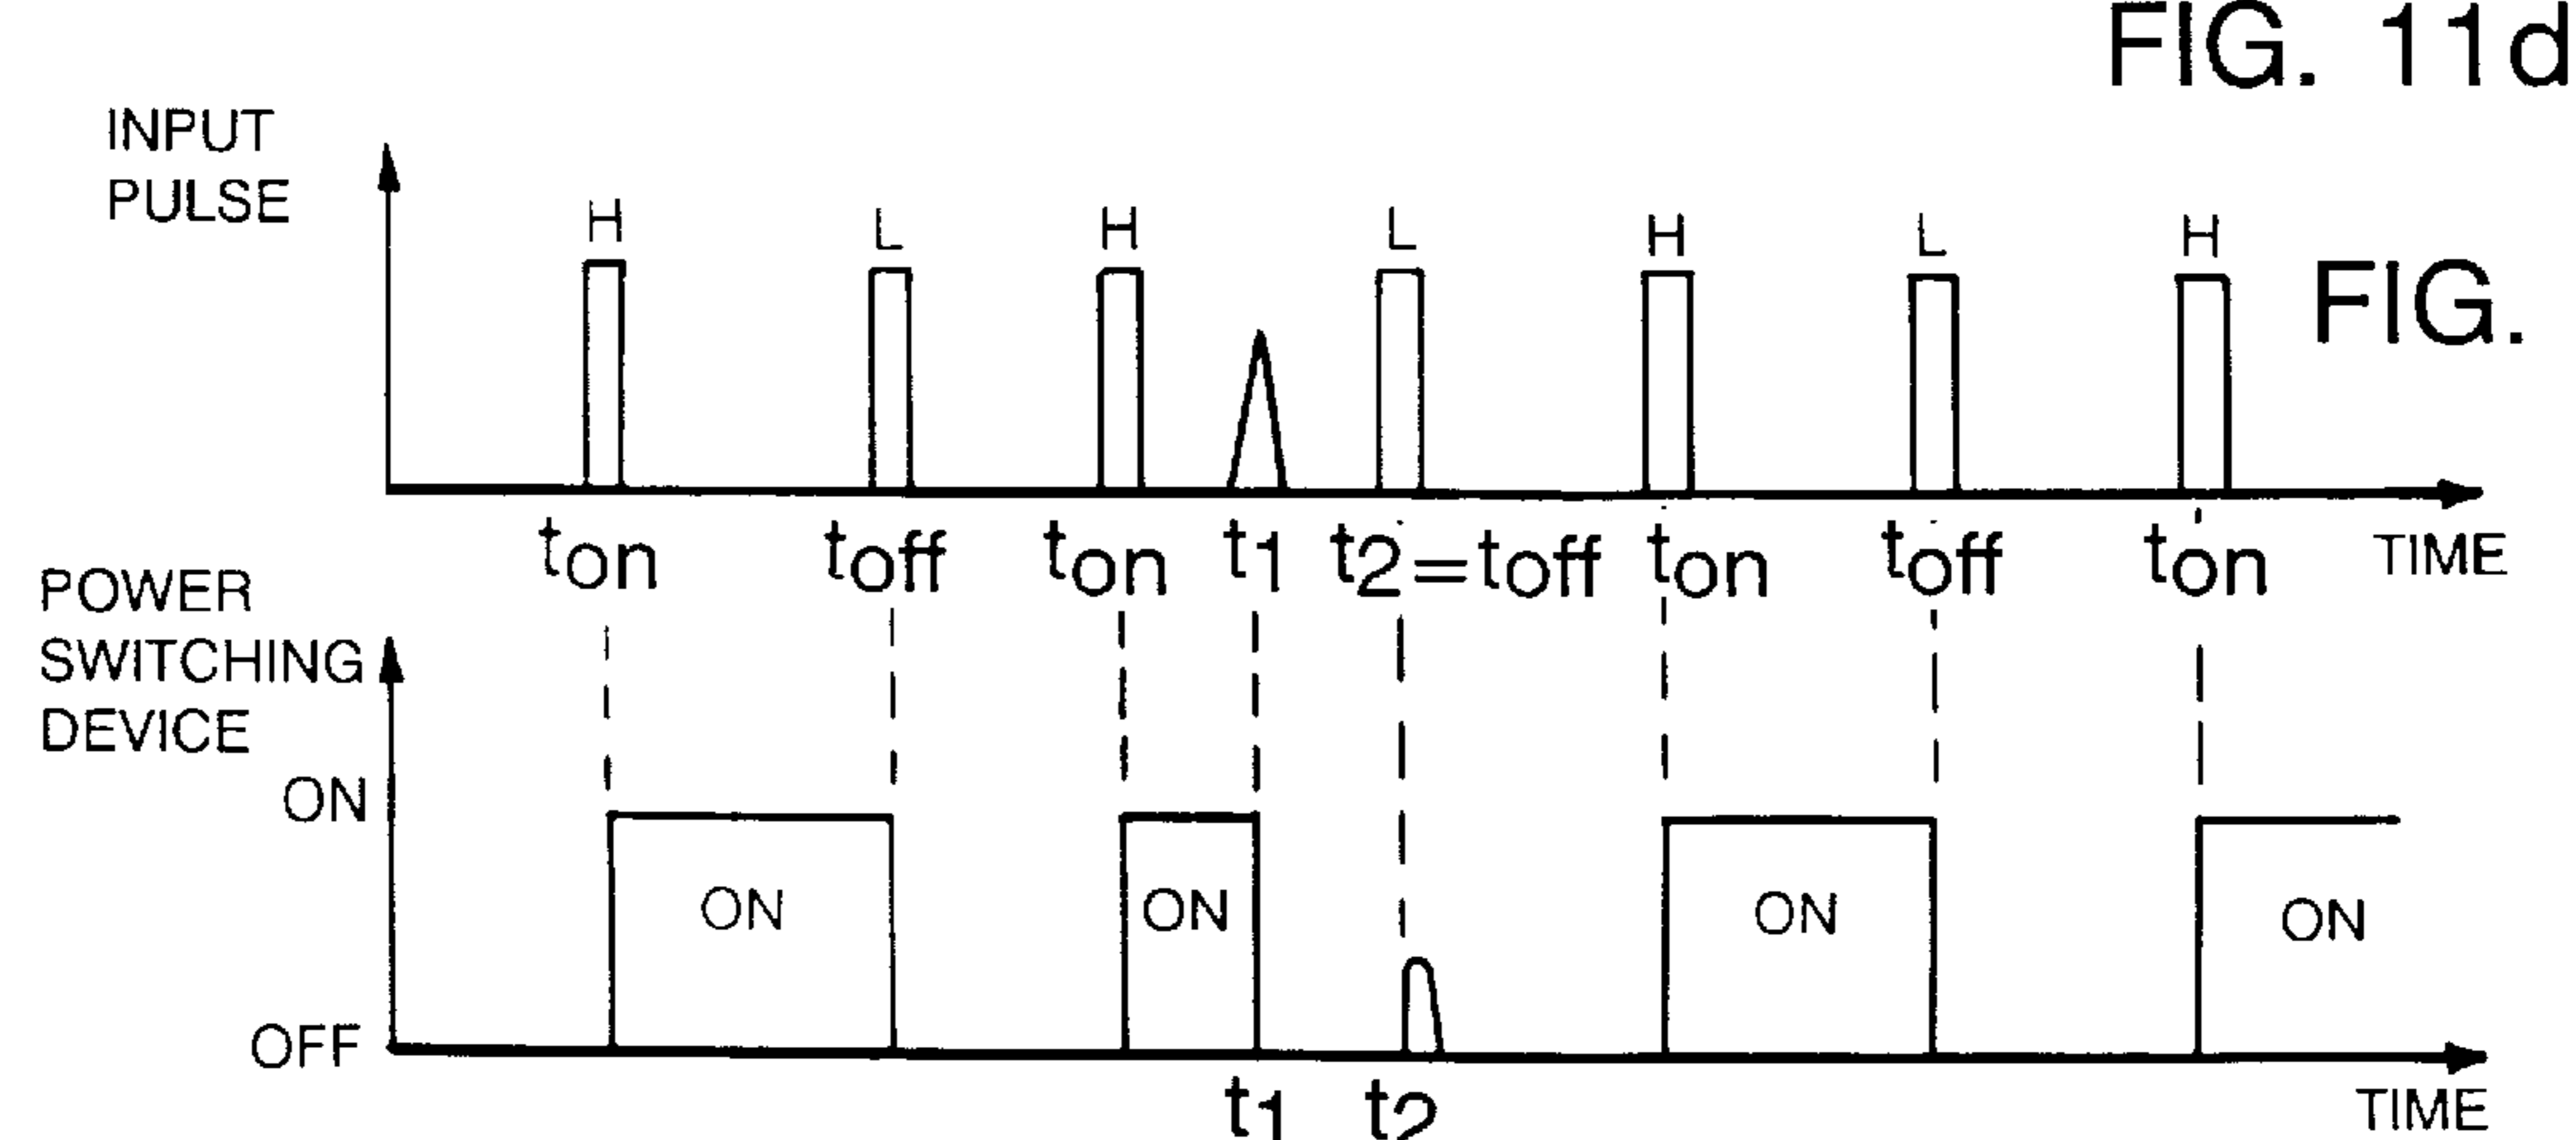 FIG. 11d
INPUT
PULSE
H L H L H L H
FIG.
ton toff ton t1 t2=toff ton toff ton TIME
POWER
SWITCHING
DEVICE
ON
ON ON ON ON
OFF
t1 t2
TIME